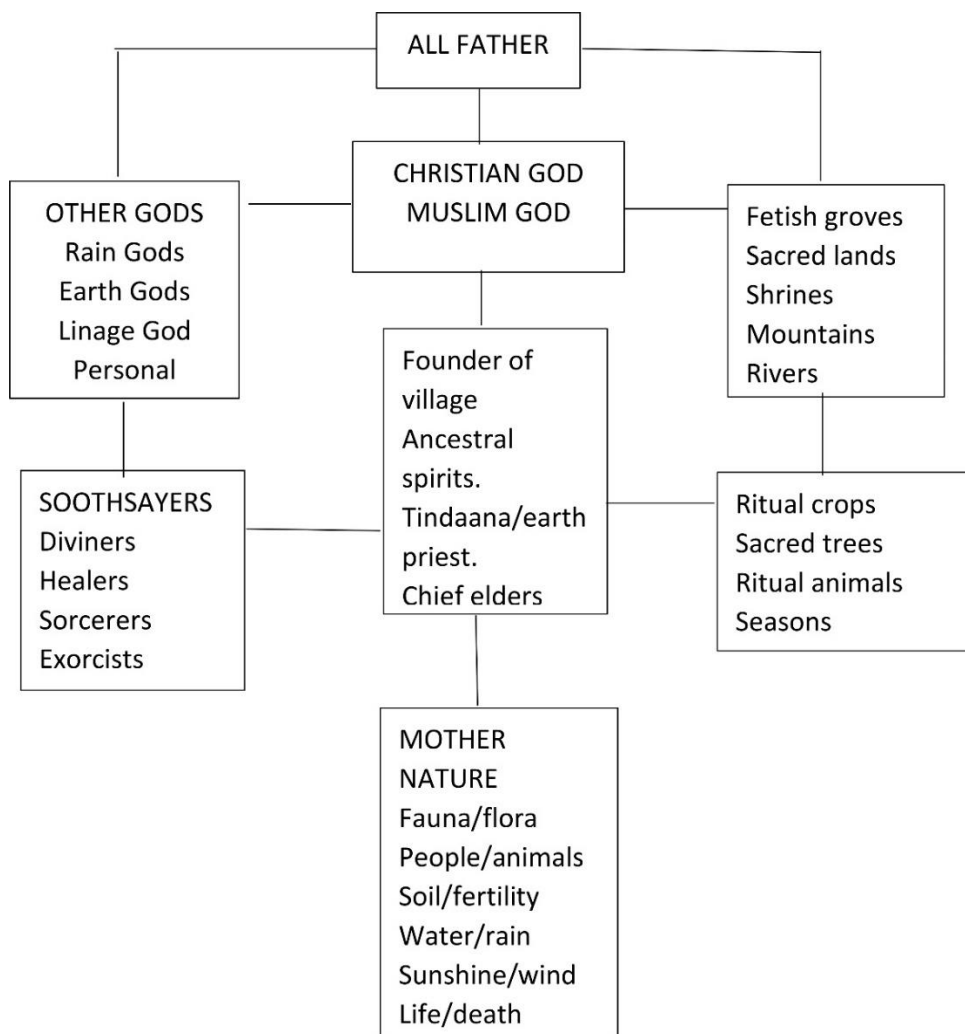 ALL FATHER
CHRISTIAN GOD
MUSLIM GOD
OTHER GODS
Rain Gods
Earth Gods
Linage God
Personal
Fetish groves
Sacred lands
Shrines
Mountains
Rivers
Founder of
village
Ancestral
spirits.
Tindaana/earth
priest.
Chief elders
SOOTHSAYERS
Diviners
Healers
Sorcerers
Exorcists
Ritual crops
Sacred trees
Ritual animals
Seasons
MOTHER
NATURE
Fauna/flora
People/animals
Soil/fertility
Water/rain
Sunshine/wind
Life/death